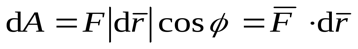 dA = F|dr̅|cos ϕ = F̅ ·dr̅